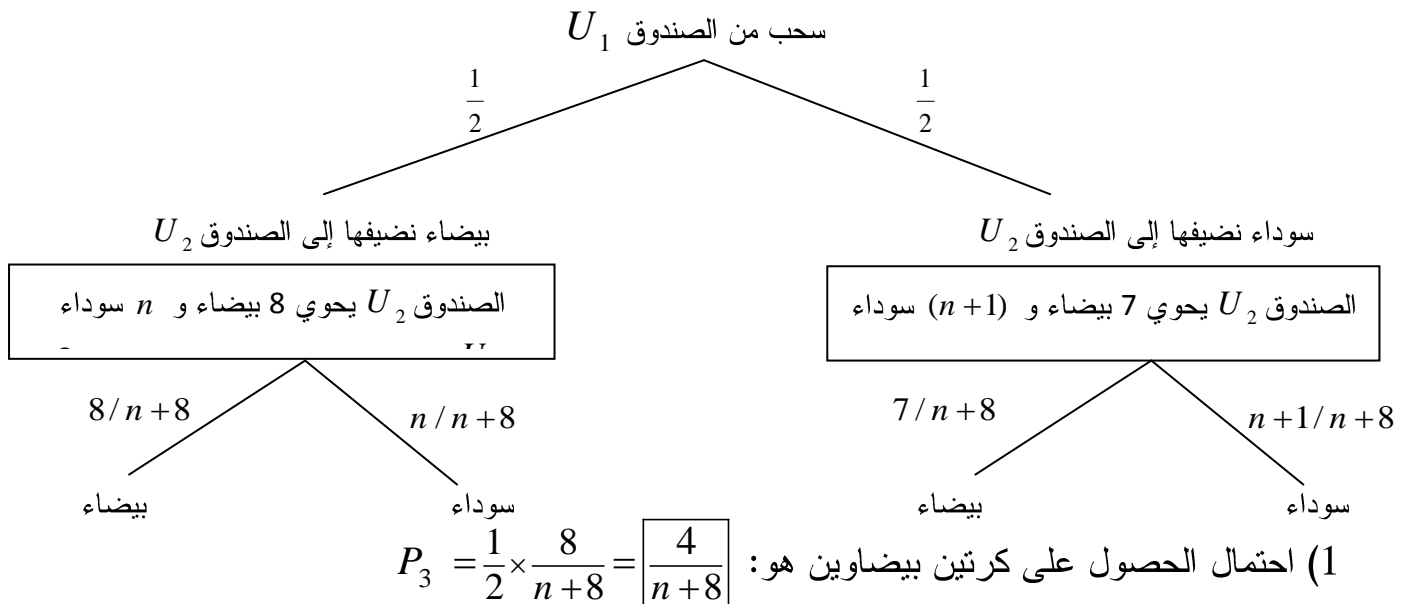 سحب من الصندوق U₁
1/2 1/2
سوداء نضيفها إلى الصندوق U₂ بيضاء نضيفها إلى الصندوق U₂
الصندوق U₂ يحوي 7 بيضاء و (n+1) سوداء الصندوق U₂ يحوي 8 بيضاء و n سوداء
8/n+8 n/n+8 7/n+8 n+1/n+8
سوداء بيضاء سوداء بيضاء
1) احتمال الحصول على كرتين بيضاوين هو: P₃ = 1/2 × 8/(n+8) = 4/(n+8)